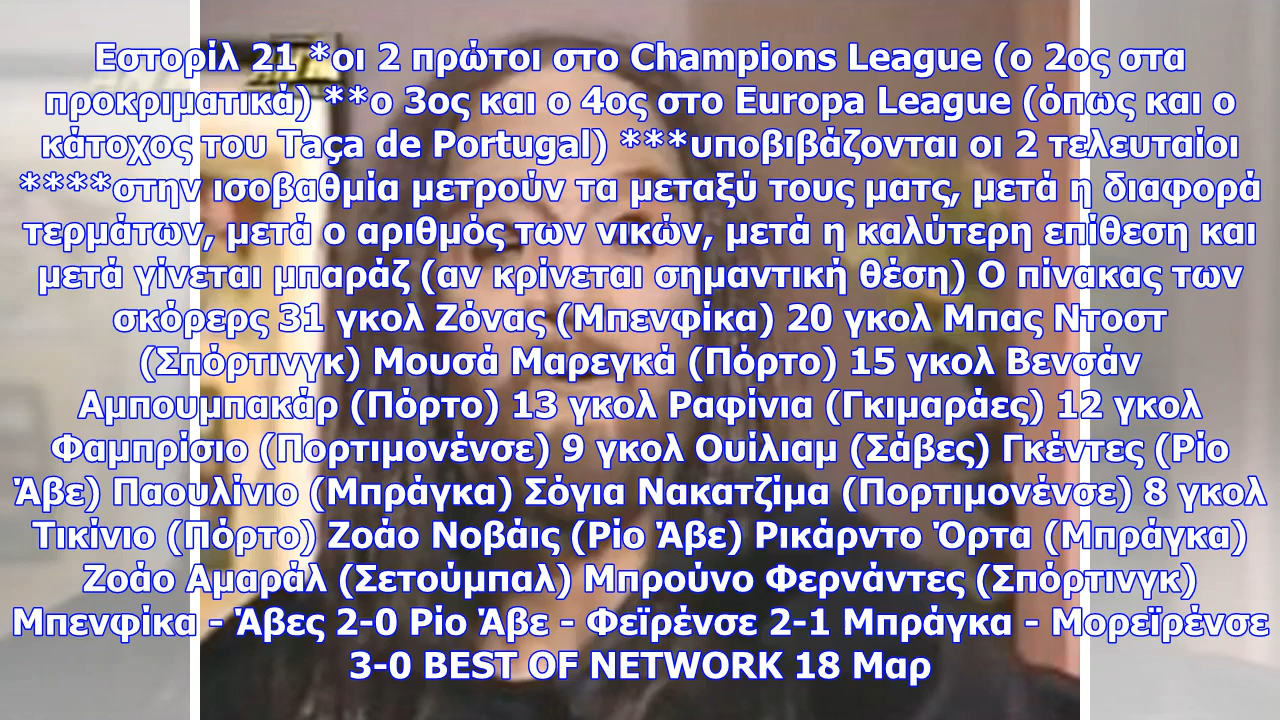 Εστορίλ 21 *οι 2 πρώτοι στο Champions League (ο 2ος στα
προκριματικά) **ο 3ος και ο 4ος στο Europa League (όπως και ο
κάτοχος του Taça de Portugal) ***υποβιβάζονται οι 2 τελευταίοι
****στην ισοβαθμία μετρούν τα μεταξύ τους ματς, μετά η διαφορά
τερμάτων, μετά ο αριθμός των νικών, μετά η καλύτερη επίθεση και
μετά γίνεται μπαράζ (αν κρίνεται σημαντική θέση) Ο πίνακας των
σκόρερς 31 γκολ Ζόνας (Μπενφίκα) 20 γκολ Μπας Ντοστ
(Σπόρτινγκ) Μουσά Μαρεγκά (Πόρτο) 15 γκολ Βενσάν
Αμπουμπακάρ (Πόρτο) 13 γκολ Ραφίνια (Γκιμαράες) 12 γκολ
Φαμπρίσιο (Πορτιμονένσε) 9 γκολ Ουίλιαμ (Σάβες) Γκέντες (Ρίο
Άβε) Παουλίνιο (Μπράγκα) Σόγια Νακατζίμα (Πορτιμονένσε) 8 γκολ
Τικίνιο (Πόρτο) Ζοάο Νοβάις (Ρίο Άβε) Ρικάρντο Όρτα (Μπράγκα)
Ζοάο Αμαράλ (Σετούμπαλ) Μπρούνο Φερνάντες (Σπόρτινγκ)
Μπενφίκα - Άβες 2-0 Ρίο Άβε - Φεϊρένσε 2-1 Μπράγκα - Μορεϊρένσε
3-0 BEST OF NETWORK 18 Μαρ